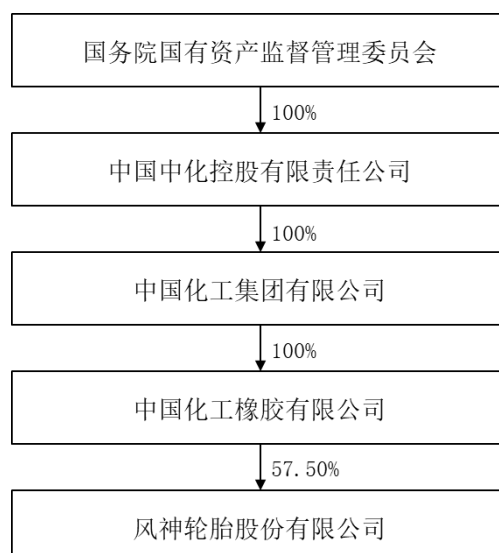 国务院国有资产监督管理委员会
100%
中国中化控股有限责任公司
100%
中国化工集团有限公司
100%
中国化工橡胶有限公司
57.50%
风神轮胎股份有限公司